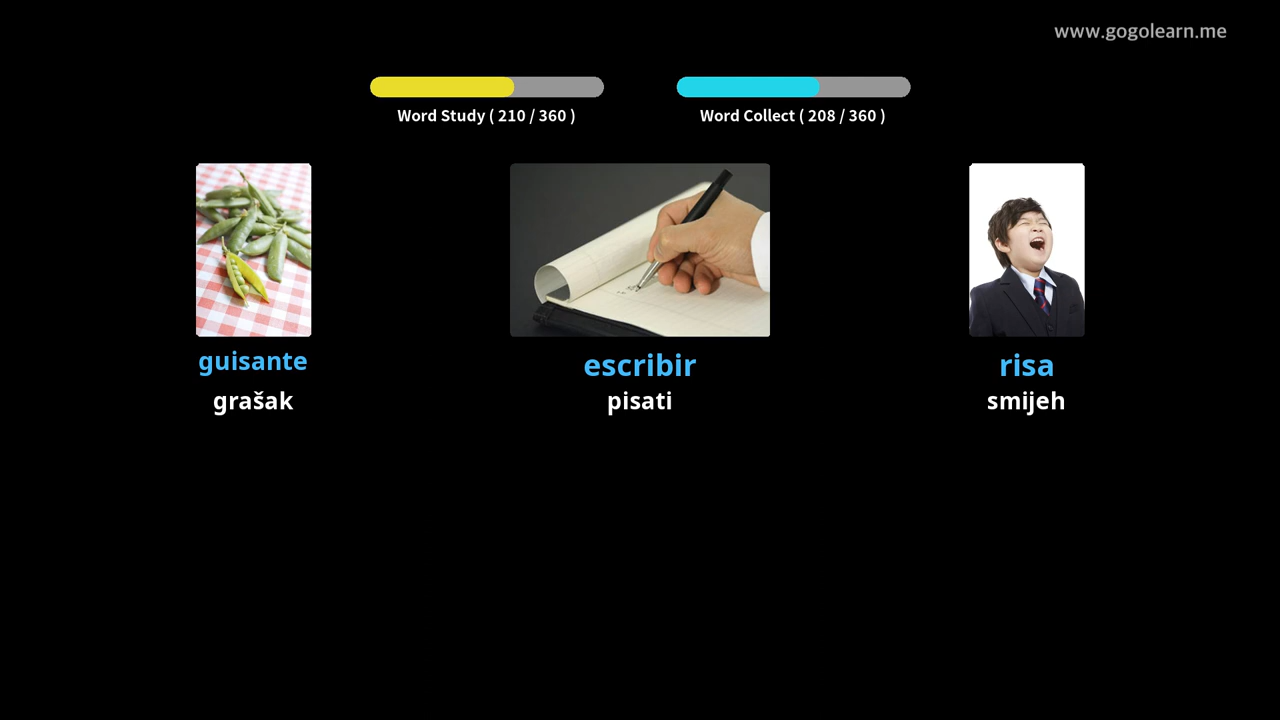 www.gogolearn.me
Word Study ( 210 / 360 )
Word Collect ( 208 / 360 )
guisante
grašak
escribir
pisati
risa
smijeh